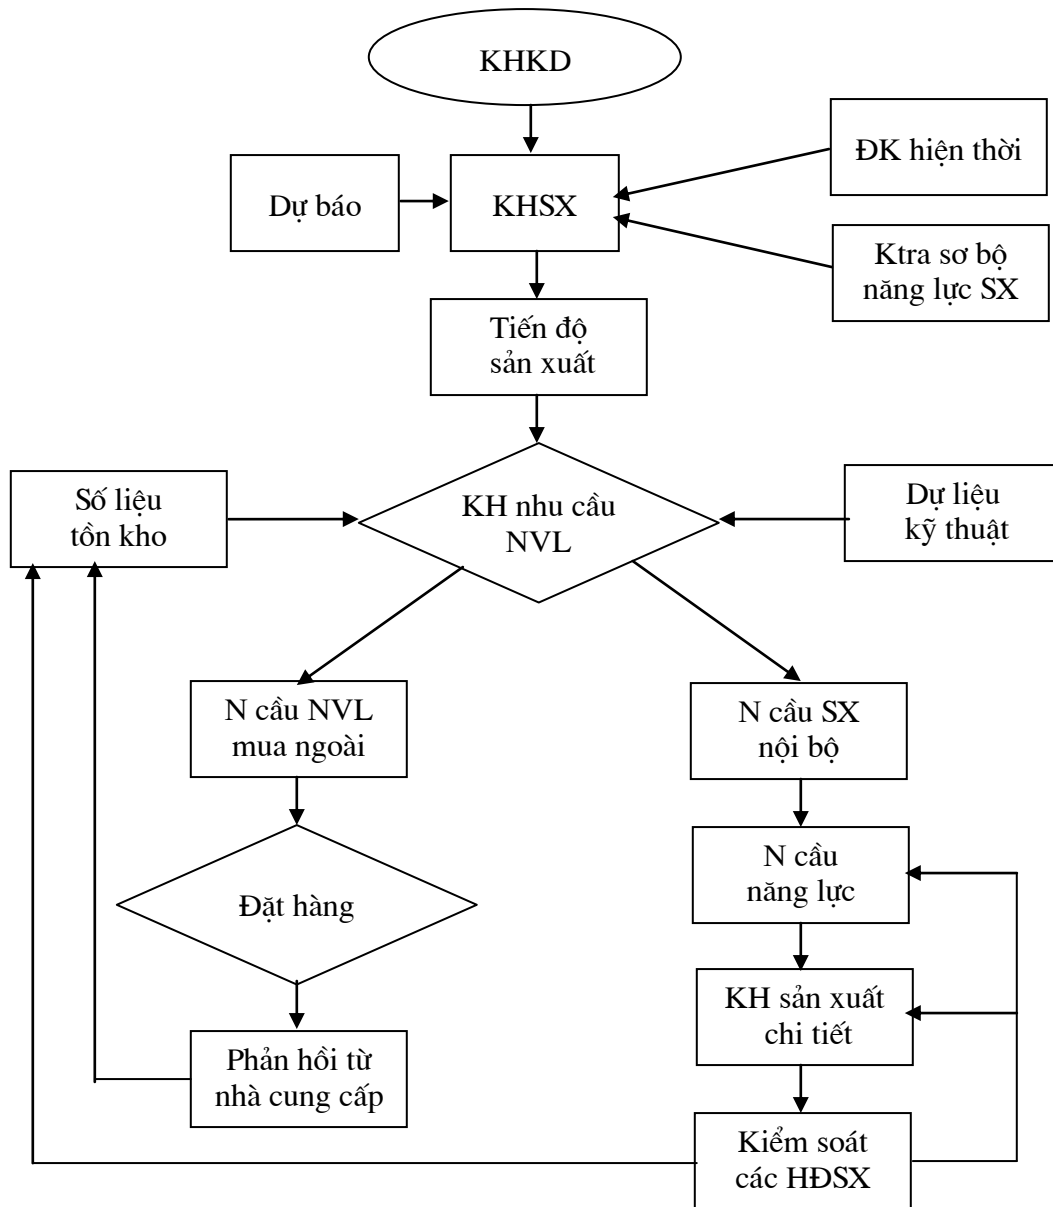 KHKD
ĐK hiện thời
Dự báo
KHSX
Ktra sơ bộ
năng lực SX
Tiến độ
sản xuất
Số liệu
tồn kho
KH nhu cầu
NVL
Dự liệu
kỹ thuật
N cầu NVL
mua ngoài
N cầu SX
nội bộ
N cầu
năng lực
Đặt hàng
KH sản xuất
chi tiết
Phản hồi từ
nhà cung cấp
Kiểm soát
các HĐSX